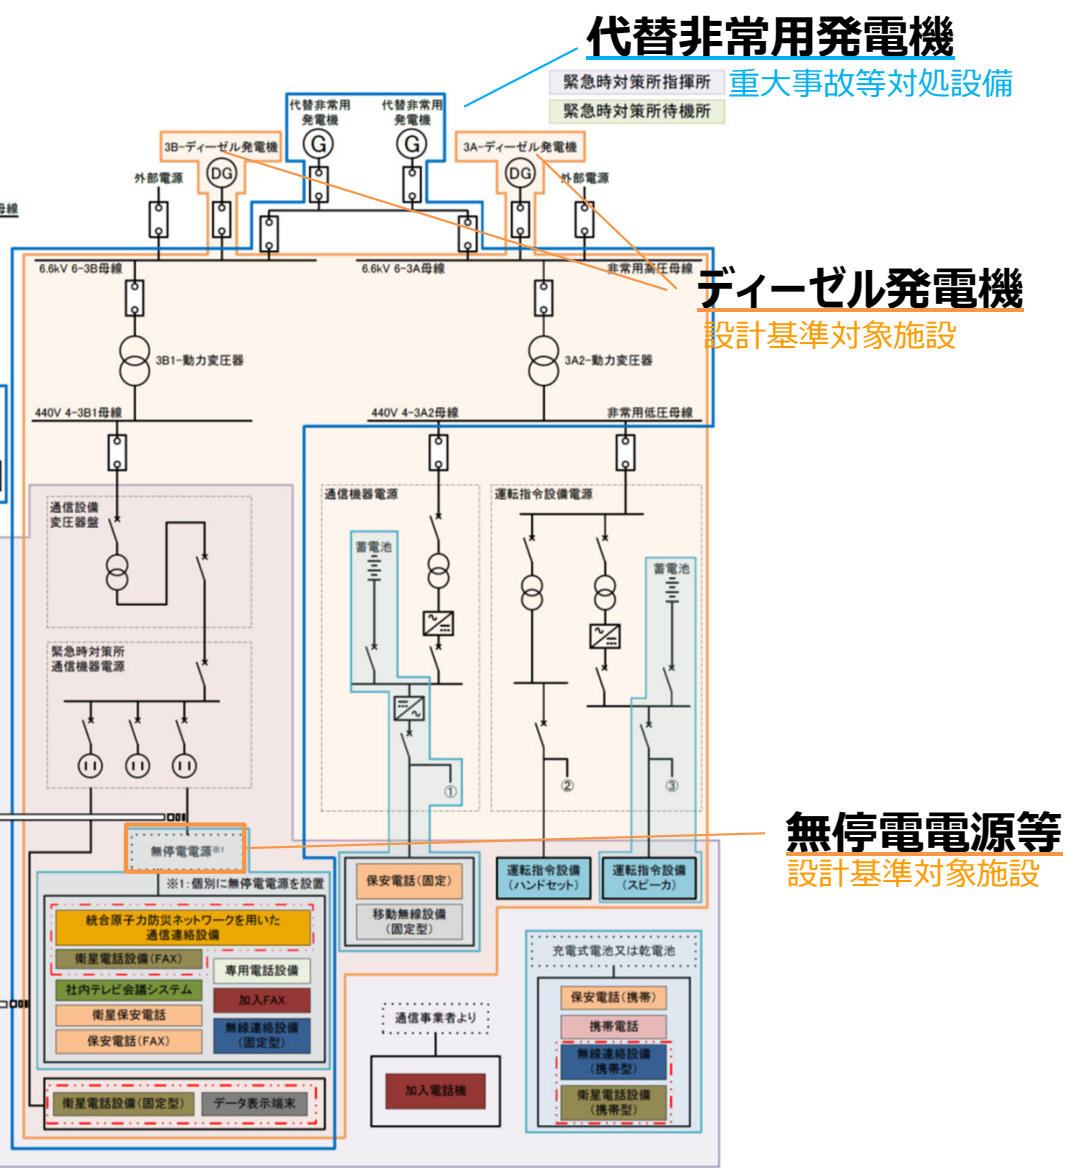 代替非常用発電機
緊急時対策所指揮所
重大事故等対処設備
緊急時対策所待機所
代替非常用
発電機
代替非常用
発電機
G
G
3B-ディーゼル発電機
3A-ディーゼル発電機
DG
DG
外部電源
外部電源
母線
6.6kV 6-3B母線
6.6kV 6-3A母線
非常用高圧母線
ディーゼル発電機
設計基準対象施設
3B1-動力変圧器
3A2-動力変圧器
440V 4-3B1母線
440V 4-3A2母線
非常用低圧母線
通信設備
変圧器盤
通信機器電源
運転指令設備電源
蓄電池
蓄電池
緊急時対策所
通信機器電源
①
②
③
無停電電源等
設計基準対象施設
無停電電源※1
※1:個別に無停電電源を設置
保安電話(固定)
移動無線設備
(固定型)
運転指令設備
(ハンドセット)
運転指令設備
(スピーカ)
統合原子力防災ネットワークを用いた
通信連絡設備
衛星電話設備(FAX)
社内テレビ会議システム
衛星保安電話
保安電話(FAX)
専用電話設備
加入FAX
無線連絡設備
(固定型)
衛星電話設備(固定型)
データ表示端末
通信事業者より
加入電話機
充電式電池又は乾電池
保安電話(携帯)
携帯電話
無線連絡設備
(携帯型)
衛星電話設備
(携帯型)